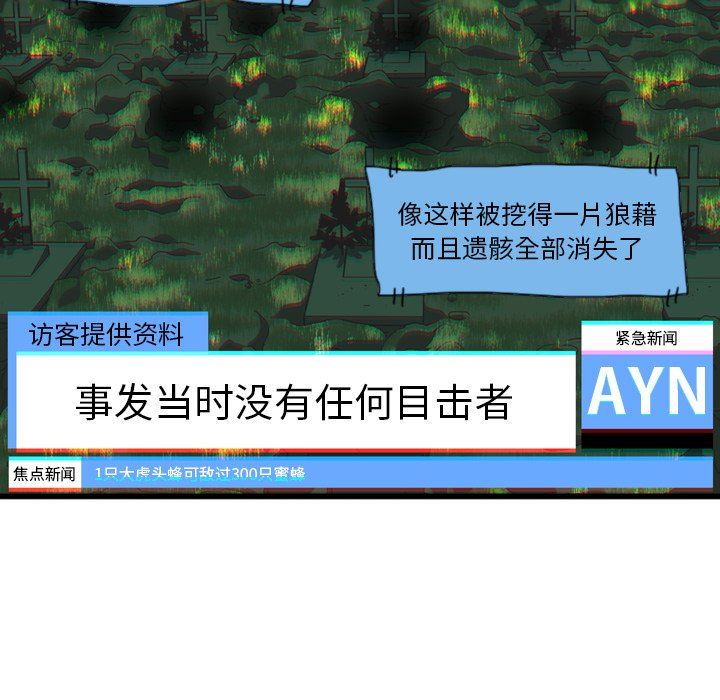 像这样被挖得一片狼藉
而且遗骸全部消失了
访客提供资料
紧急新闻
事发当时没有任何目击者
AYN
焦点新闻
1只大虎头蜂可敌过300只蜜蜂